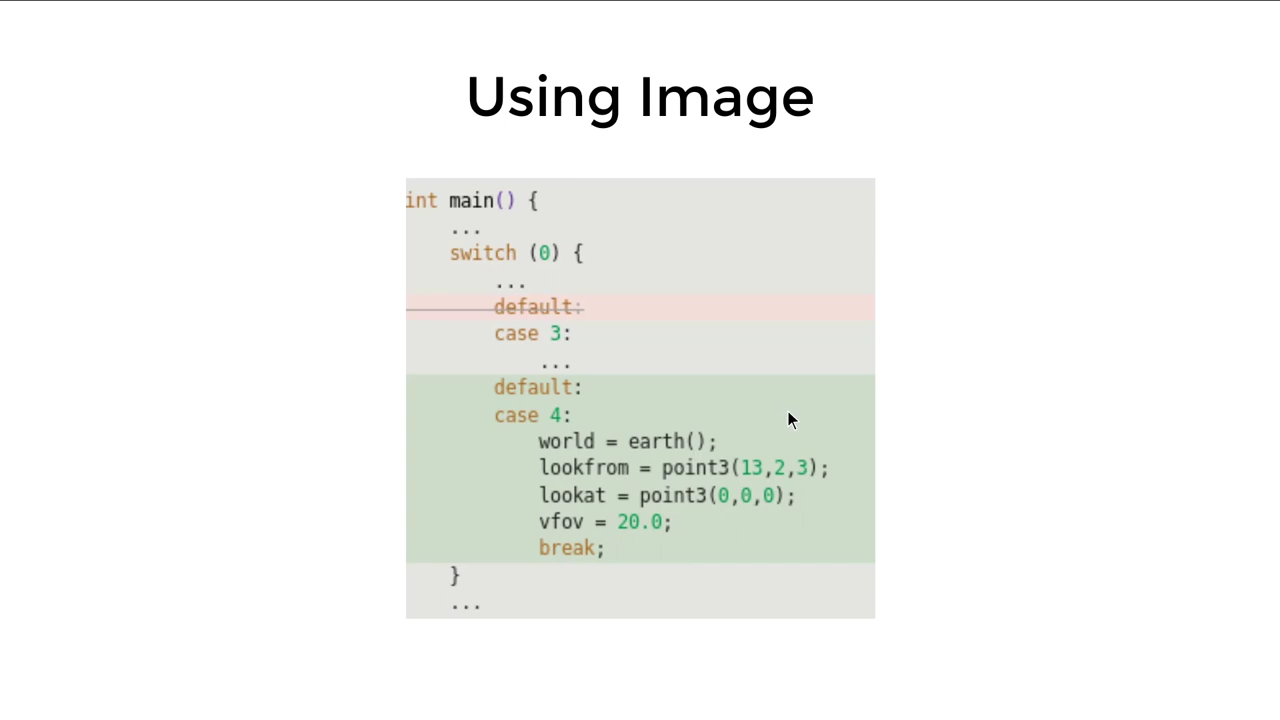 Using Image
int main() {
...
switch (0) {
...
default:
case 3:
...
default:
case 4:
world = earth();
lookfrom = point3(13,2,3);
lookat = point3(0,0,0);
vfov = 20.0;
break;
}
...